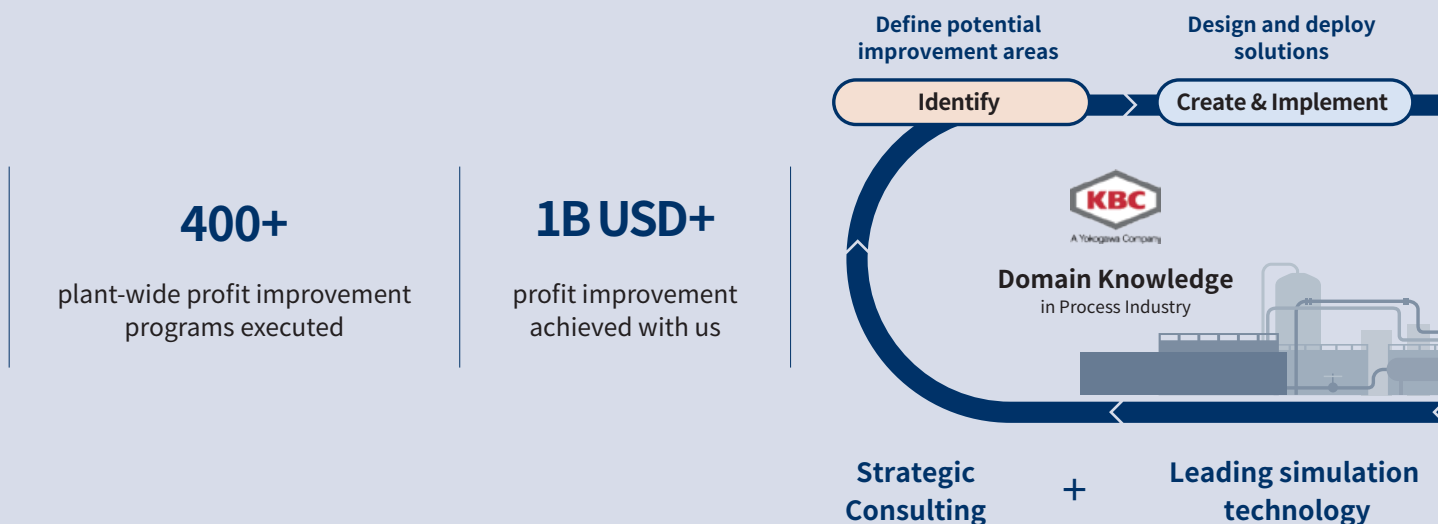 400+
plant-wide profit improvement
programs executed
1B USD+
profit improvement
achieved with us
Define potential
improvement areas
Identify
Design and deploy
solutions
Create & Implement
KBC
A Yokogawa Company
Domain Knowledge
in Process Industry
Strategic
Consulting
+
Leading simulation
technology